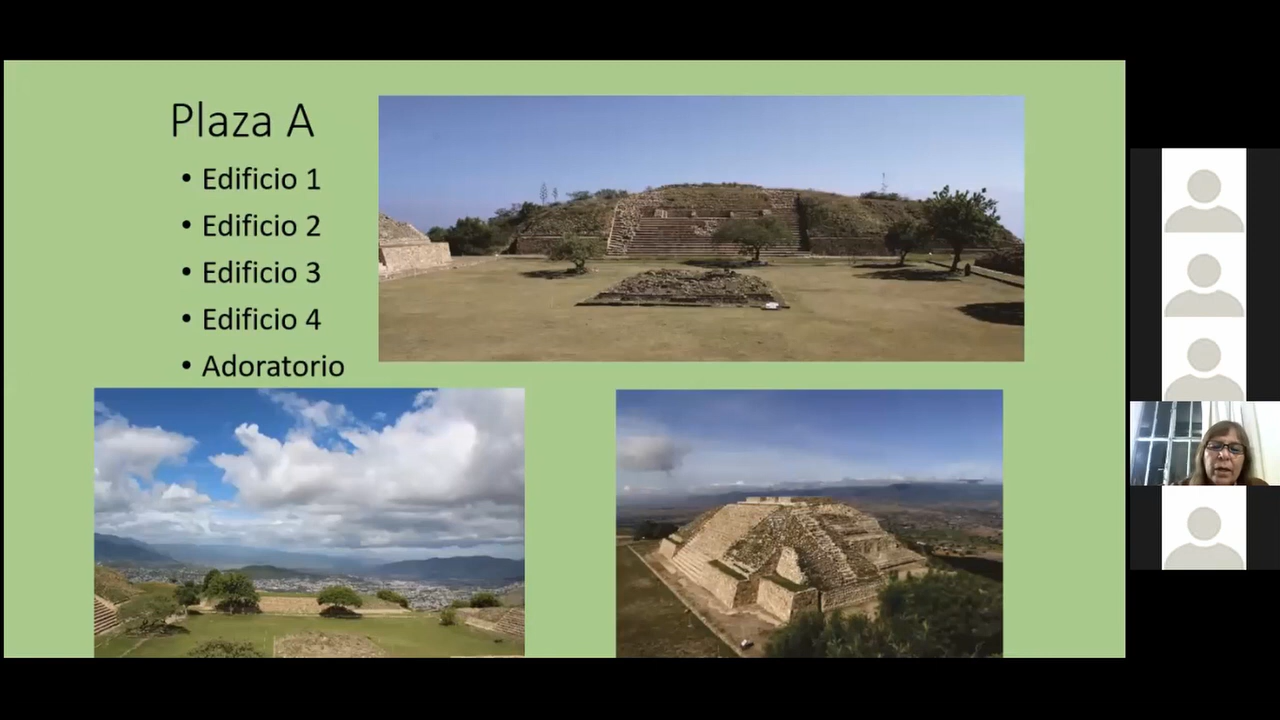 Plaza A
• Edificio 1
• Edificio 2
• Edificio 3
• Edificio 4
• Adoratorio